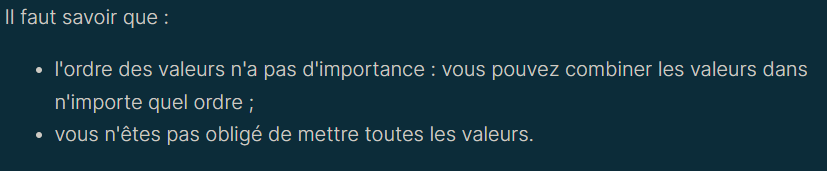 Il faut savoir que :
• l'ordre des valeurs n'a pas d'importance : vous pouvez combiner les valeurs dans
n'importe quel ordre ;
• vous n'êtes pas obligé de mettre toutes les valeurs.